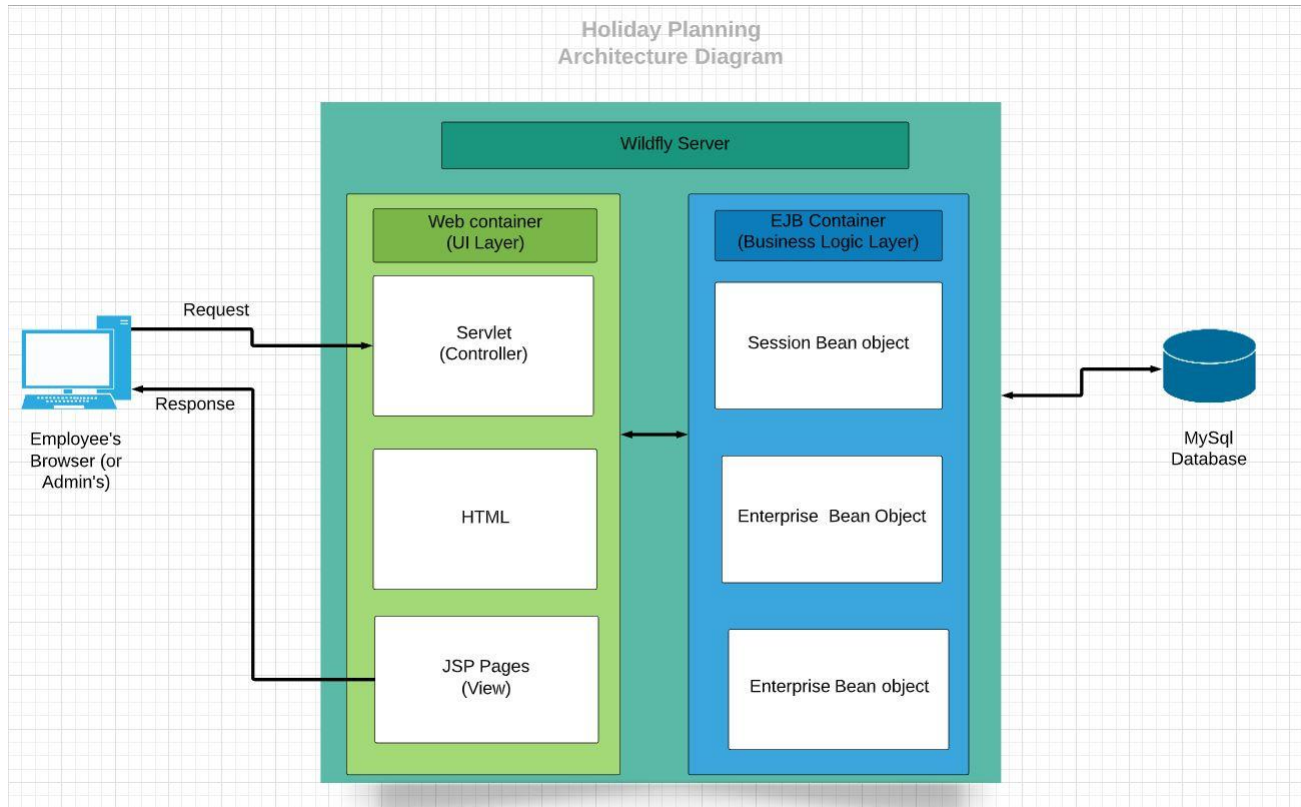 Holiday Planning
Architecture Diagram
Wildfly Server
Web container
(UI Layer)
EJB Container
(Business Logic Layer)
Request
Servlet
(Controller)
Session Bean object
Response
Employee's
Browser (or
Admin's)
MySql
Database
HTML
Enterprise Bean Object
JSP Pages
(View)
Enterprise Bean object